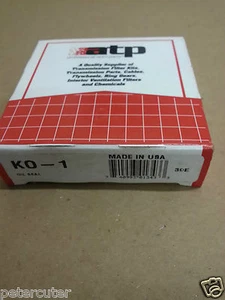 atp
A Quality Supplier of
Transmission Filter Kits,
Transmission Parts, Cables,
Flywheels, Ring Gears,
Interior Ventilation Filters
and Chemicals
KO-1
MADE IN USA
petercuter